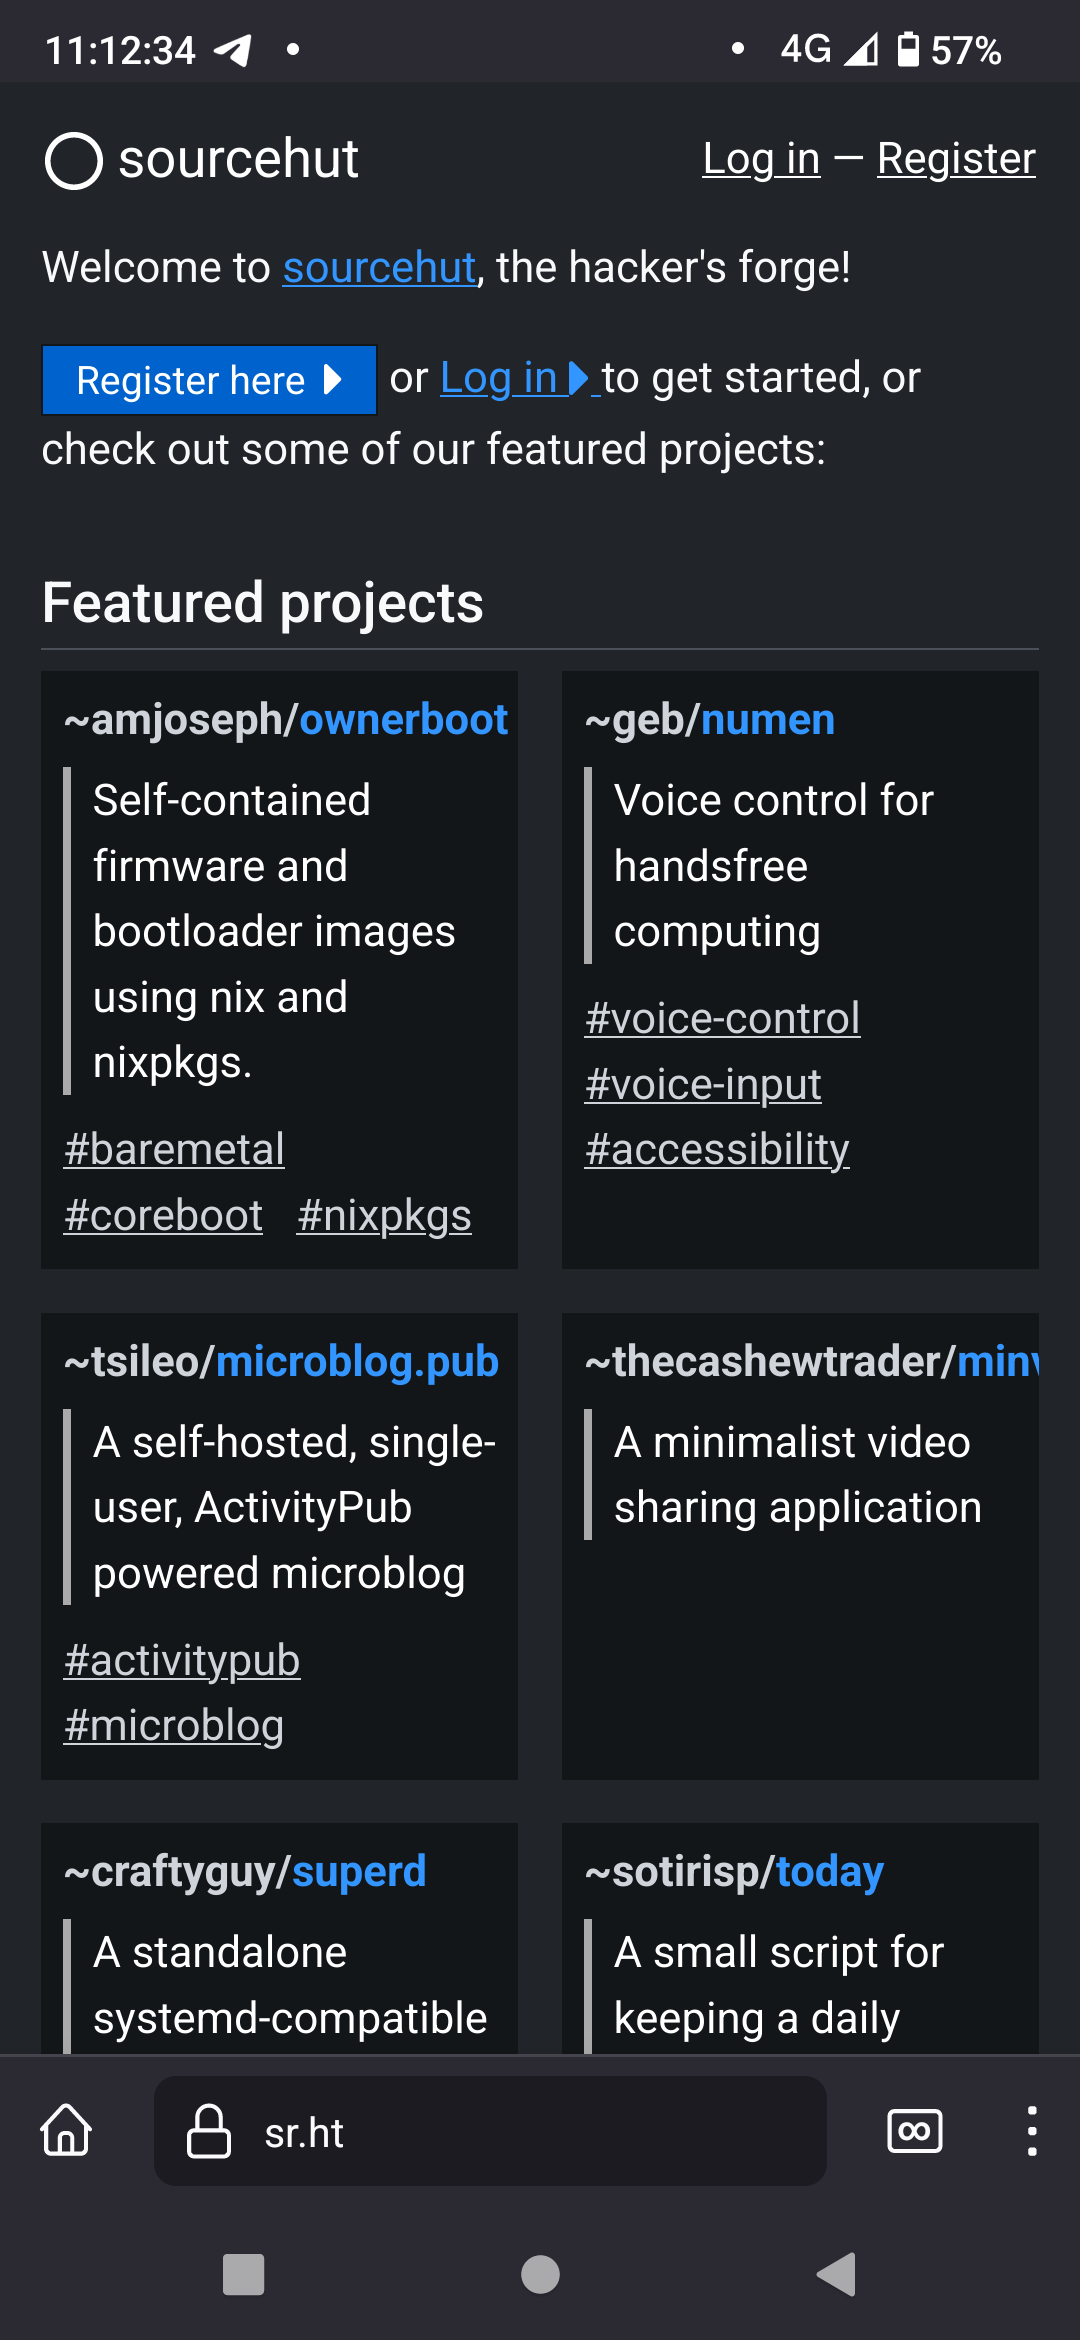 11:12:34
4G 57%
sourcehut
Log in — Register
Welcome to sourcehut, the hacker's forge!
Register here or Log in to get started, or
check out some of our featured projects:
Featured projects
~amjoseph/ownerboot
Self-contained
firmware and
bootloader images
using nix and
nixpkgs.
#baremetal
#coreboot #nixpkgs
~geb/numen
Voice control for
handsfree
computing
#voice-control
#voice-input
#accessibility
~tsileo/microblog.pub
A self-hosted, single-
user, ActivityPub
powered microblog
#activitypub
#microblog
~thecashewtrader/
A minimalist video
sharing application
~craftyguy/superd
A standalone
systemd-compatible
~sotirisp/today
A small script for
keeping a daily
sr.ht
∞